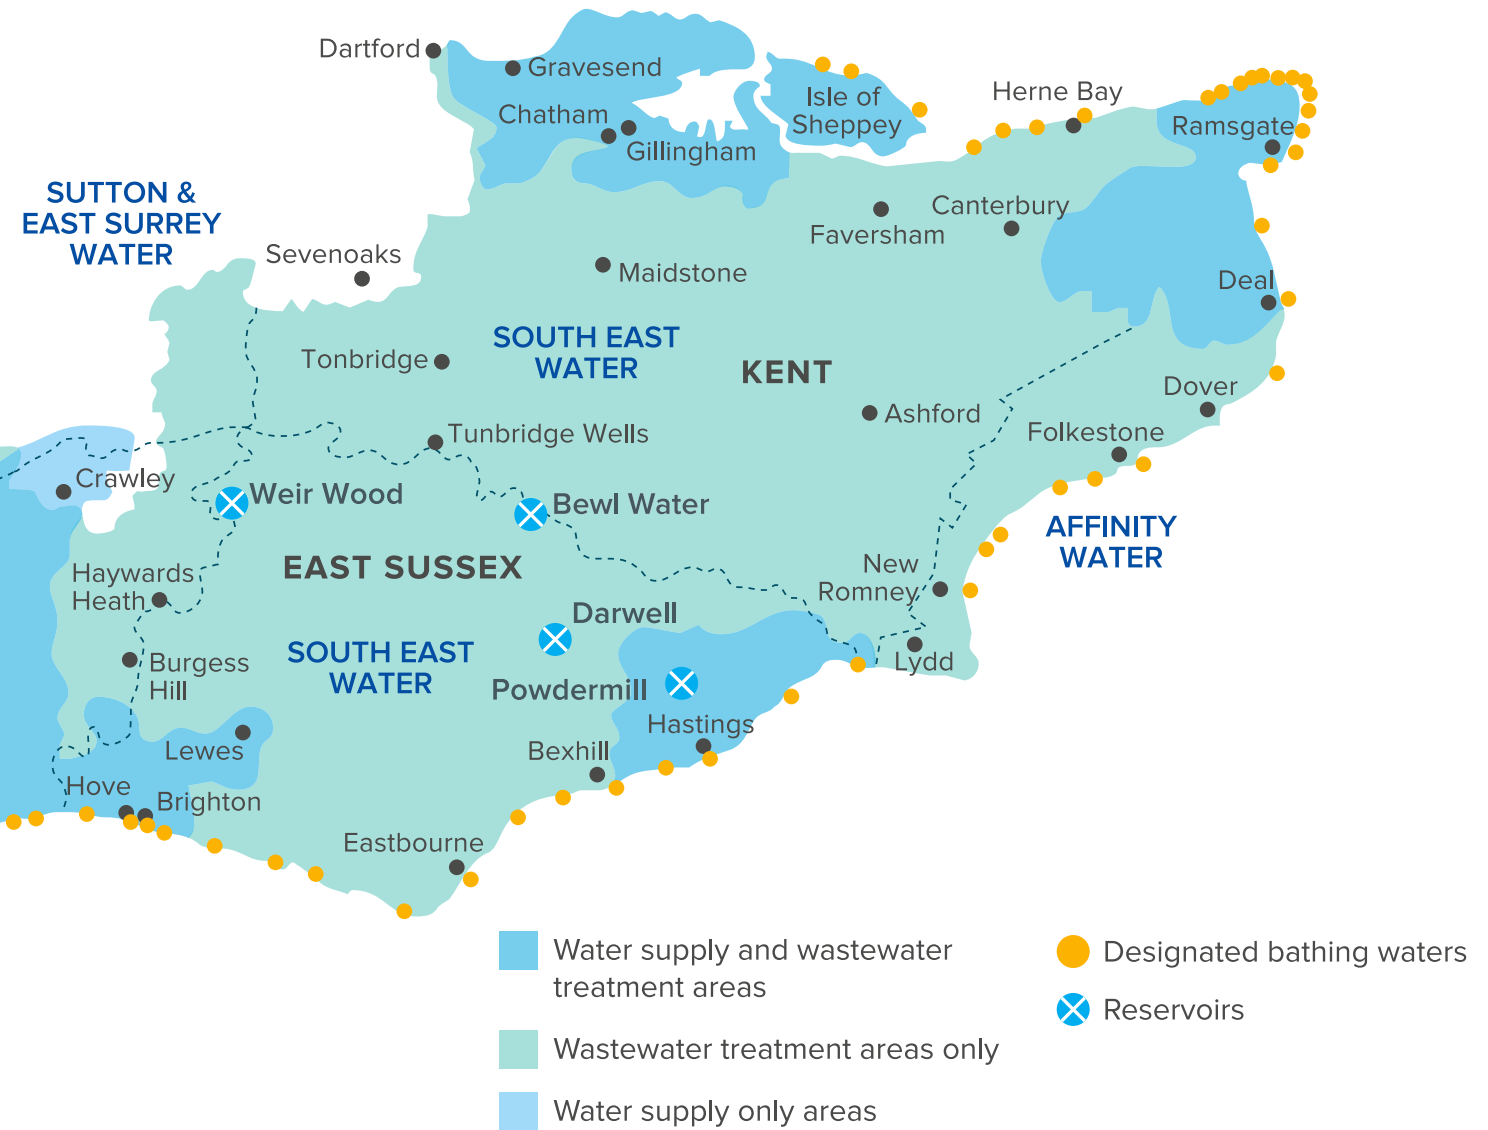 Dartford
Gravesend
Chatham
Gillingham
Isle of
Sheppey
Herne Bay
Ramsgate
SUTTON &
EAST SURREY
WATER
Sevenoaks
Maidstone
Faversham
Canterbury
Deal
SOUTH EAST
WATER
Tonbridge
KENT
Dover
Ashford
Folkestone
Tunbridge Wells
Crawley
Weir Wood
Bewl Water
AFFINITY
WATER
EAST SUSSEX
Haywards
Heath
New
Romney
Darwell
SOUTH EAST
WATER
Burgess
Hill
Powdermill
Lydd
Hastings
Lewes
Bexhill
Hove
Brighton
Eastbourne
Water supply and wastewater
treatment areas
Wastewater treatment areas only
Water supply only areas
Designated bathing waters
Reservoirs